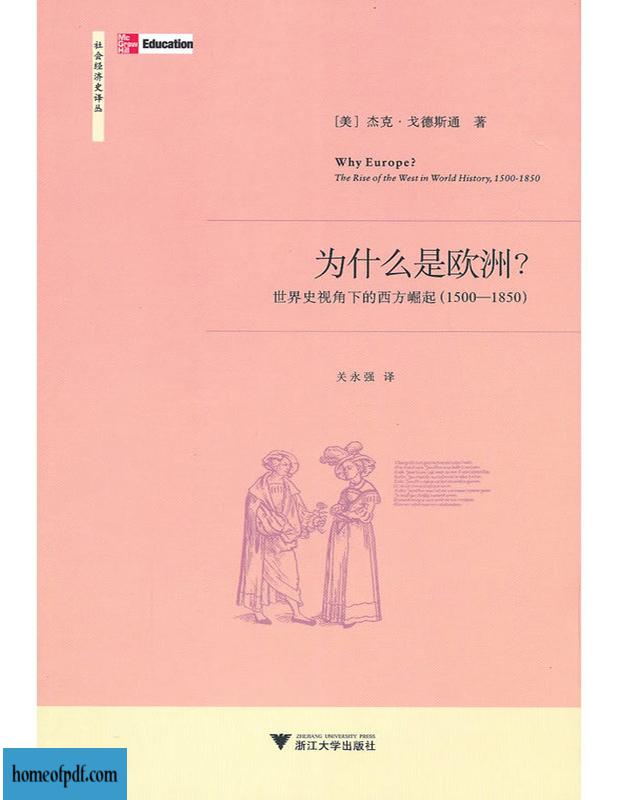 社会经济史译丛
Mc
Graw
Hill
Education
[美] 杰克·戈德斯通 著
Why Europe?
The Rise of the West in World History, 1500-1850
为什么是欧洲?
世界史视角下的西方崛起(1500—1850)
关永强 译
ZHEJIANG UNIVERSITY PRESS
浙江大学出版社
homeofpdf.com